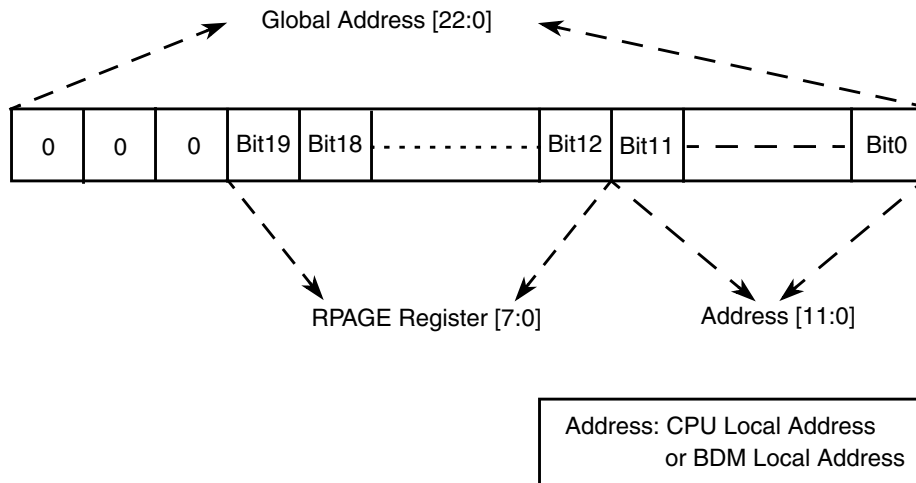 Global Address [22:0]
0 0 0 Bit19 Bit18 Bit12 Bit11 Bit0
RPAGE Register [7:0] Address [11:0]
Address: CPU Local Address
or BDM Local Address